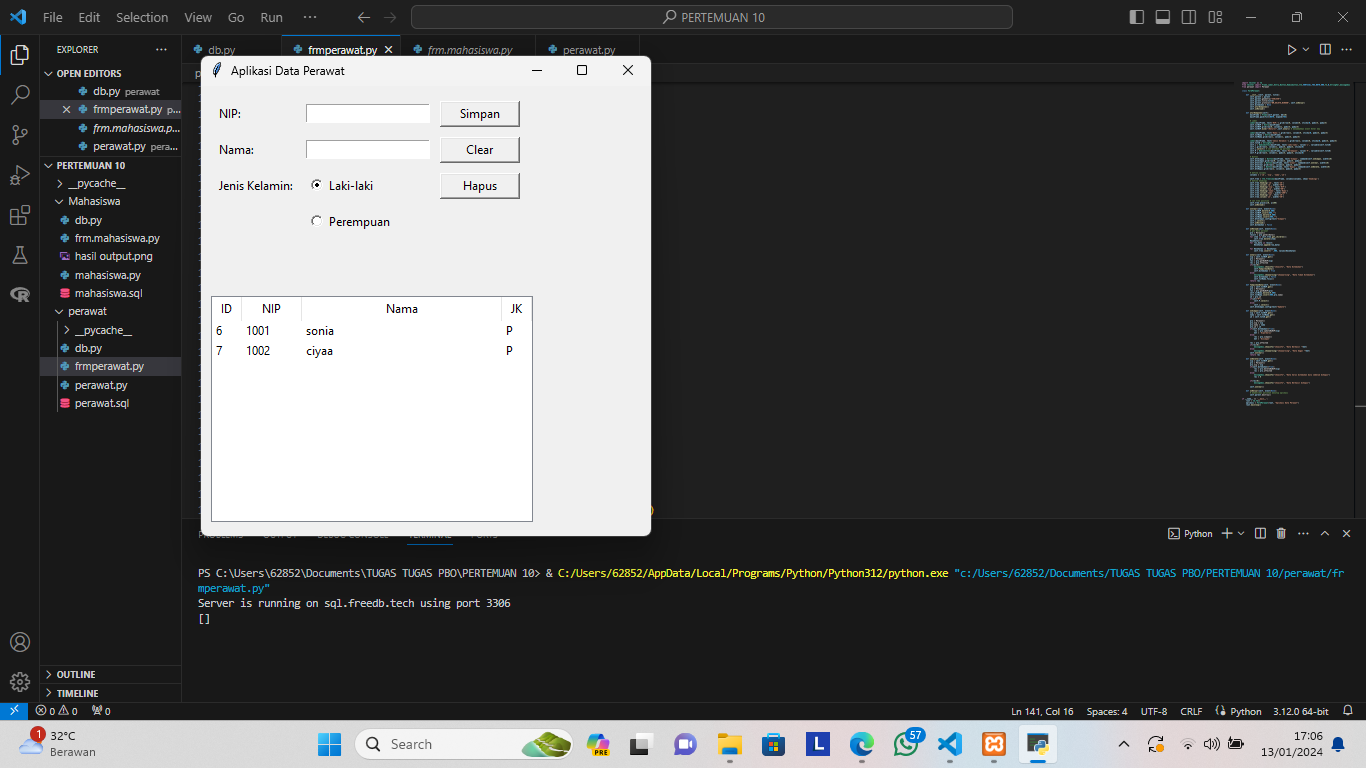 File Edit Selection View Go Run ··· PERTEMUAN 10
EXPLORER ···
db.py frmperawat.py frm.mahasiswa.py perawat.py
OPEN EDITORS
db.py perawat
frmperawat.py p...
frm.mahasiswa.p...
perawat.py pera...
PERTEMUAN 10
__pycache__
Mahasiswa
db.py
frm.mahasiswa.py
hasil output.png
mahasiswa.py
mahasiswa.sql
perawat
__pycache__
db.py
frmperawat.py
perawat.py
perawat.sql
OUTLINE
TIMELINE
Aplikasi Data Perawat
NIP: Simpan
Nama: Clear
Jenis Kelamin: Laki-laki Hapus
Perempuan
ID NIP Nama JK
6 1001 sonia P
7 1002 ciyaa P
Python
PS C:\Users\62852\Documents\TUGAS TUGAS PBO\PERTEMUAN 10> & C:/Users/62852/AppData/Local/Programs/Python/Python312/python.exe "c:/Users/62852/Documents/TUGAS TUGAS PBO/PERTEMUAN 10/perawat/fr
mperawat.py"
Server is running on sql.freedb.tech using port 3306
[]
0 0 0 Ln 141, Col 16 Spaces: 4 UTF-8 CRLF Python 3.12.0 64-bit
1 32°C
Berawan
Search
PRE
L
57
17:06
13/01/2024